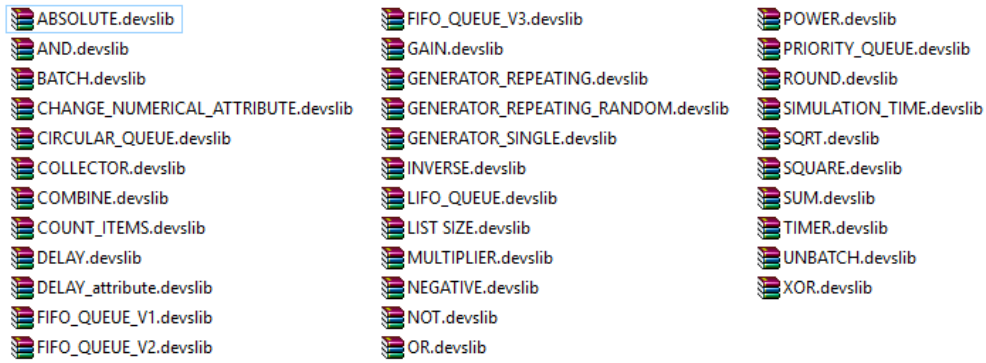 ABSOLUTE.devslib
AND.devslib
BATCH.devslib
CHANGE_NUMERICAL_ATTRIBUTE.devslib
CIRCULAR_QUEUE.devslib
COLLECTOR.devslib
COMBINE.devslib
COUNT_ITEMS.devslib
DELAY.devslib
DELAY_attribute.devslib
FIFO_QUEUE_V1.devslib
FIFO_QUEUE_V2.devslib
FIFO_QUEUE_V3.devslib
GAIN.devslib
GENERATOR_REPEATING.devslib
GENERATOR_REPEATING_RANDOM.devslib
GENERATOR_SINGLE.devslib
INVERSE.devslib
LIFO_QUEUE.devslib
LIST SIZE.devslib
MULTIPLIER.devslib
NEGATIVE.devslib
NOT.devslib
OR.devslib
POWER.devslib
PRIORITY_QUEUE.devslib
ROUND.devslib
SIMULATION_TIME.devslib
SQRT.devslib
SQUARE.devslib
SUM.devslib
TIMER.devslib
UNBATCH.devslib
XOR.devslib